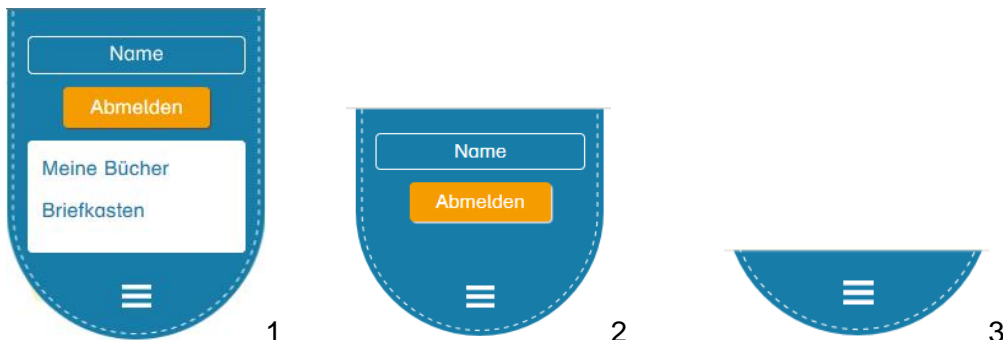 Name
Abmelden
Meine Bücher
Briefkasten
1
Name
Abmelden
2
3